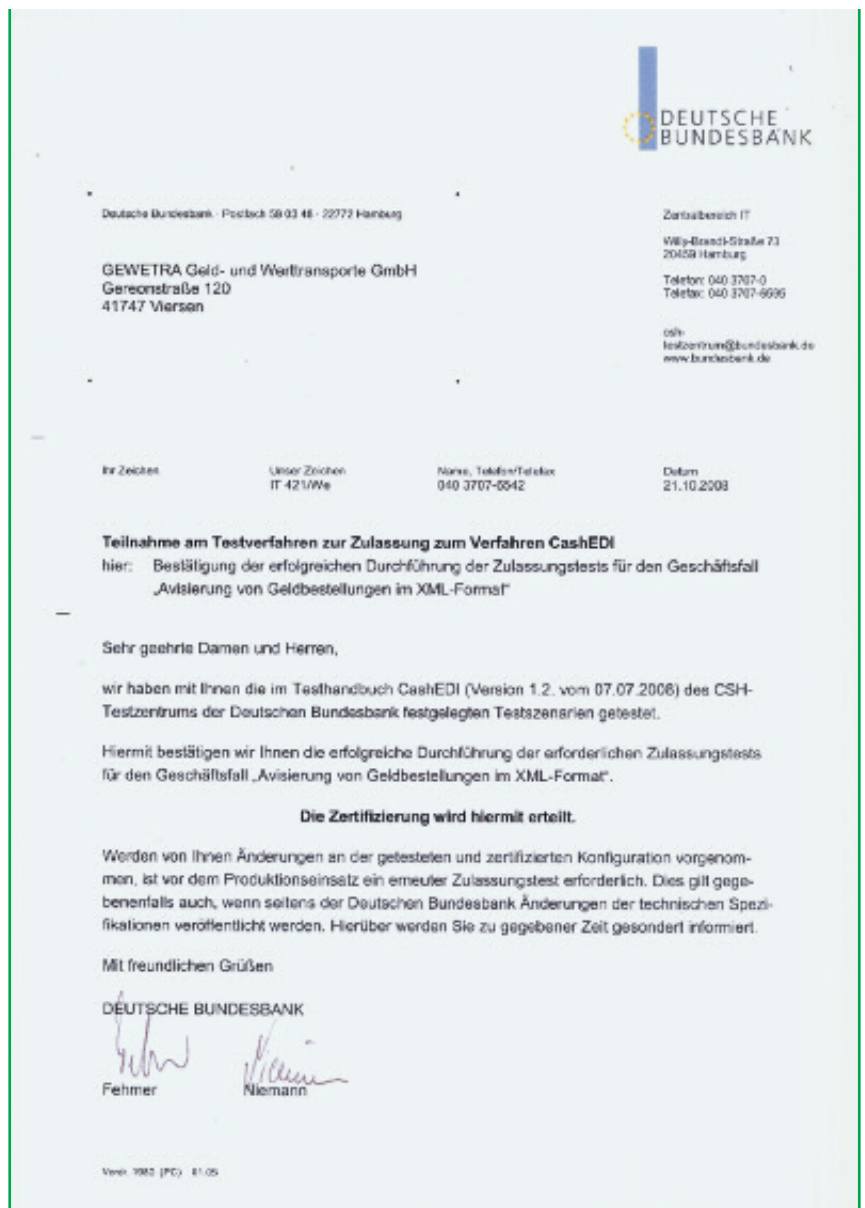 DEUTSCHE
BUNDESBANK
Deutsche Bundesbank · Postfach 58 03 48 · 22772 Hamburg
GEWETRA Geld- und Werttransporte GmbH
Gereonstraße 120
41747 Viersen
Zentralbereich IT
Willy-Brandt-Straße 73
20459 Hamburg
Telefon: 040 3707-0
Telefax: 040 3707-6696
csh-
testzentrum@bundesbank.de
www.bundesbank.de
Ihr Zeichen
Unser Zeichen
IT 421/We
Name, Telefon/Telefax
040 3707-6542
Datum
21.10.2008
Teilnahme am Testverfahren zur Zulassung zum Verfahren CashEDI
hier: Bestätigung der erfolgreichen Durchführung der Zulassungstests für den Geschäftsfall
„Avisierung von Geldbestellungen im XML-Format“
Sehr geehrte Damen und Herren,
wir haben mit Ihnen die im Testhandbuch CashEDI (Version 1.2. vom 07.07.2006) des CSH-
Testzentrums der Deutschen Bundesbank festgelegten Testszenarien getestet.
Hiermit bestätigen wir Ihnen die erfolgreiche Durchführung der erforderlichen Zulassungstests
für den Geschäftsfall „Avisierung von Geldbestellungen im XML-Format“.
Die Zertifizierung wird hiermit erteilt.
Werden von Ihnen Änderungen an der getesteten und zertifizierten Konfiguration vorgenom-
men, ist vor dem Produktionseinsatz ein erneuter Zulassungstest erforderlich. Dies gilt gege-
benenfalls auch, wenn seitens der Deutschen Bundesbank Änderungen der technischen Spezi-
fikationen veröffentlicht werden. Hierüber werden Sie zu gegebener Zeit gesondert informiert.
Mit freundlichen Grüßen
DEUTSCHE BUNDESBANK
Fehmer
Niemann
(PC) 01.05